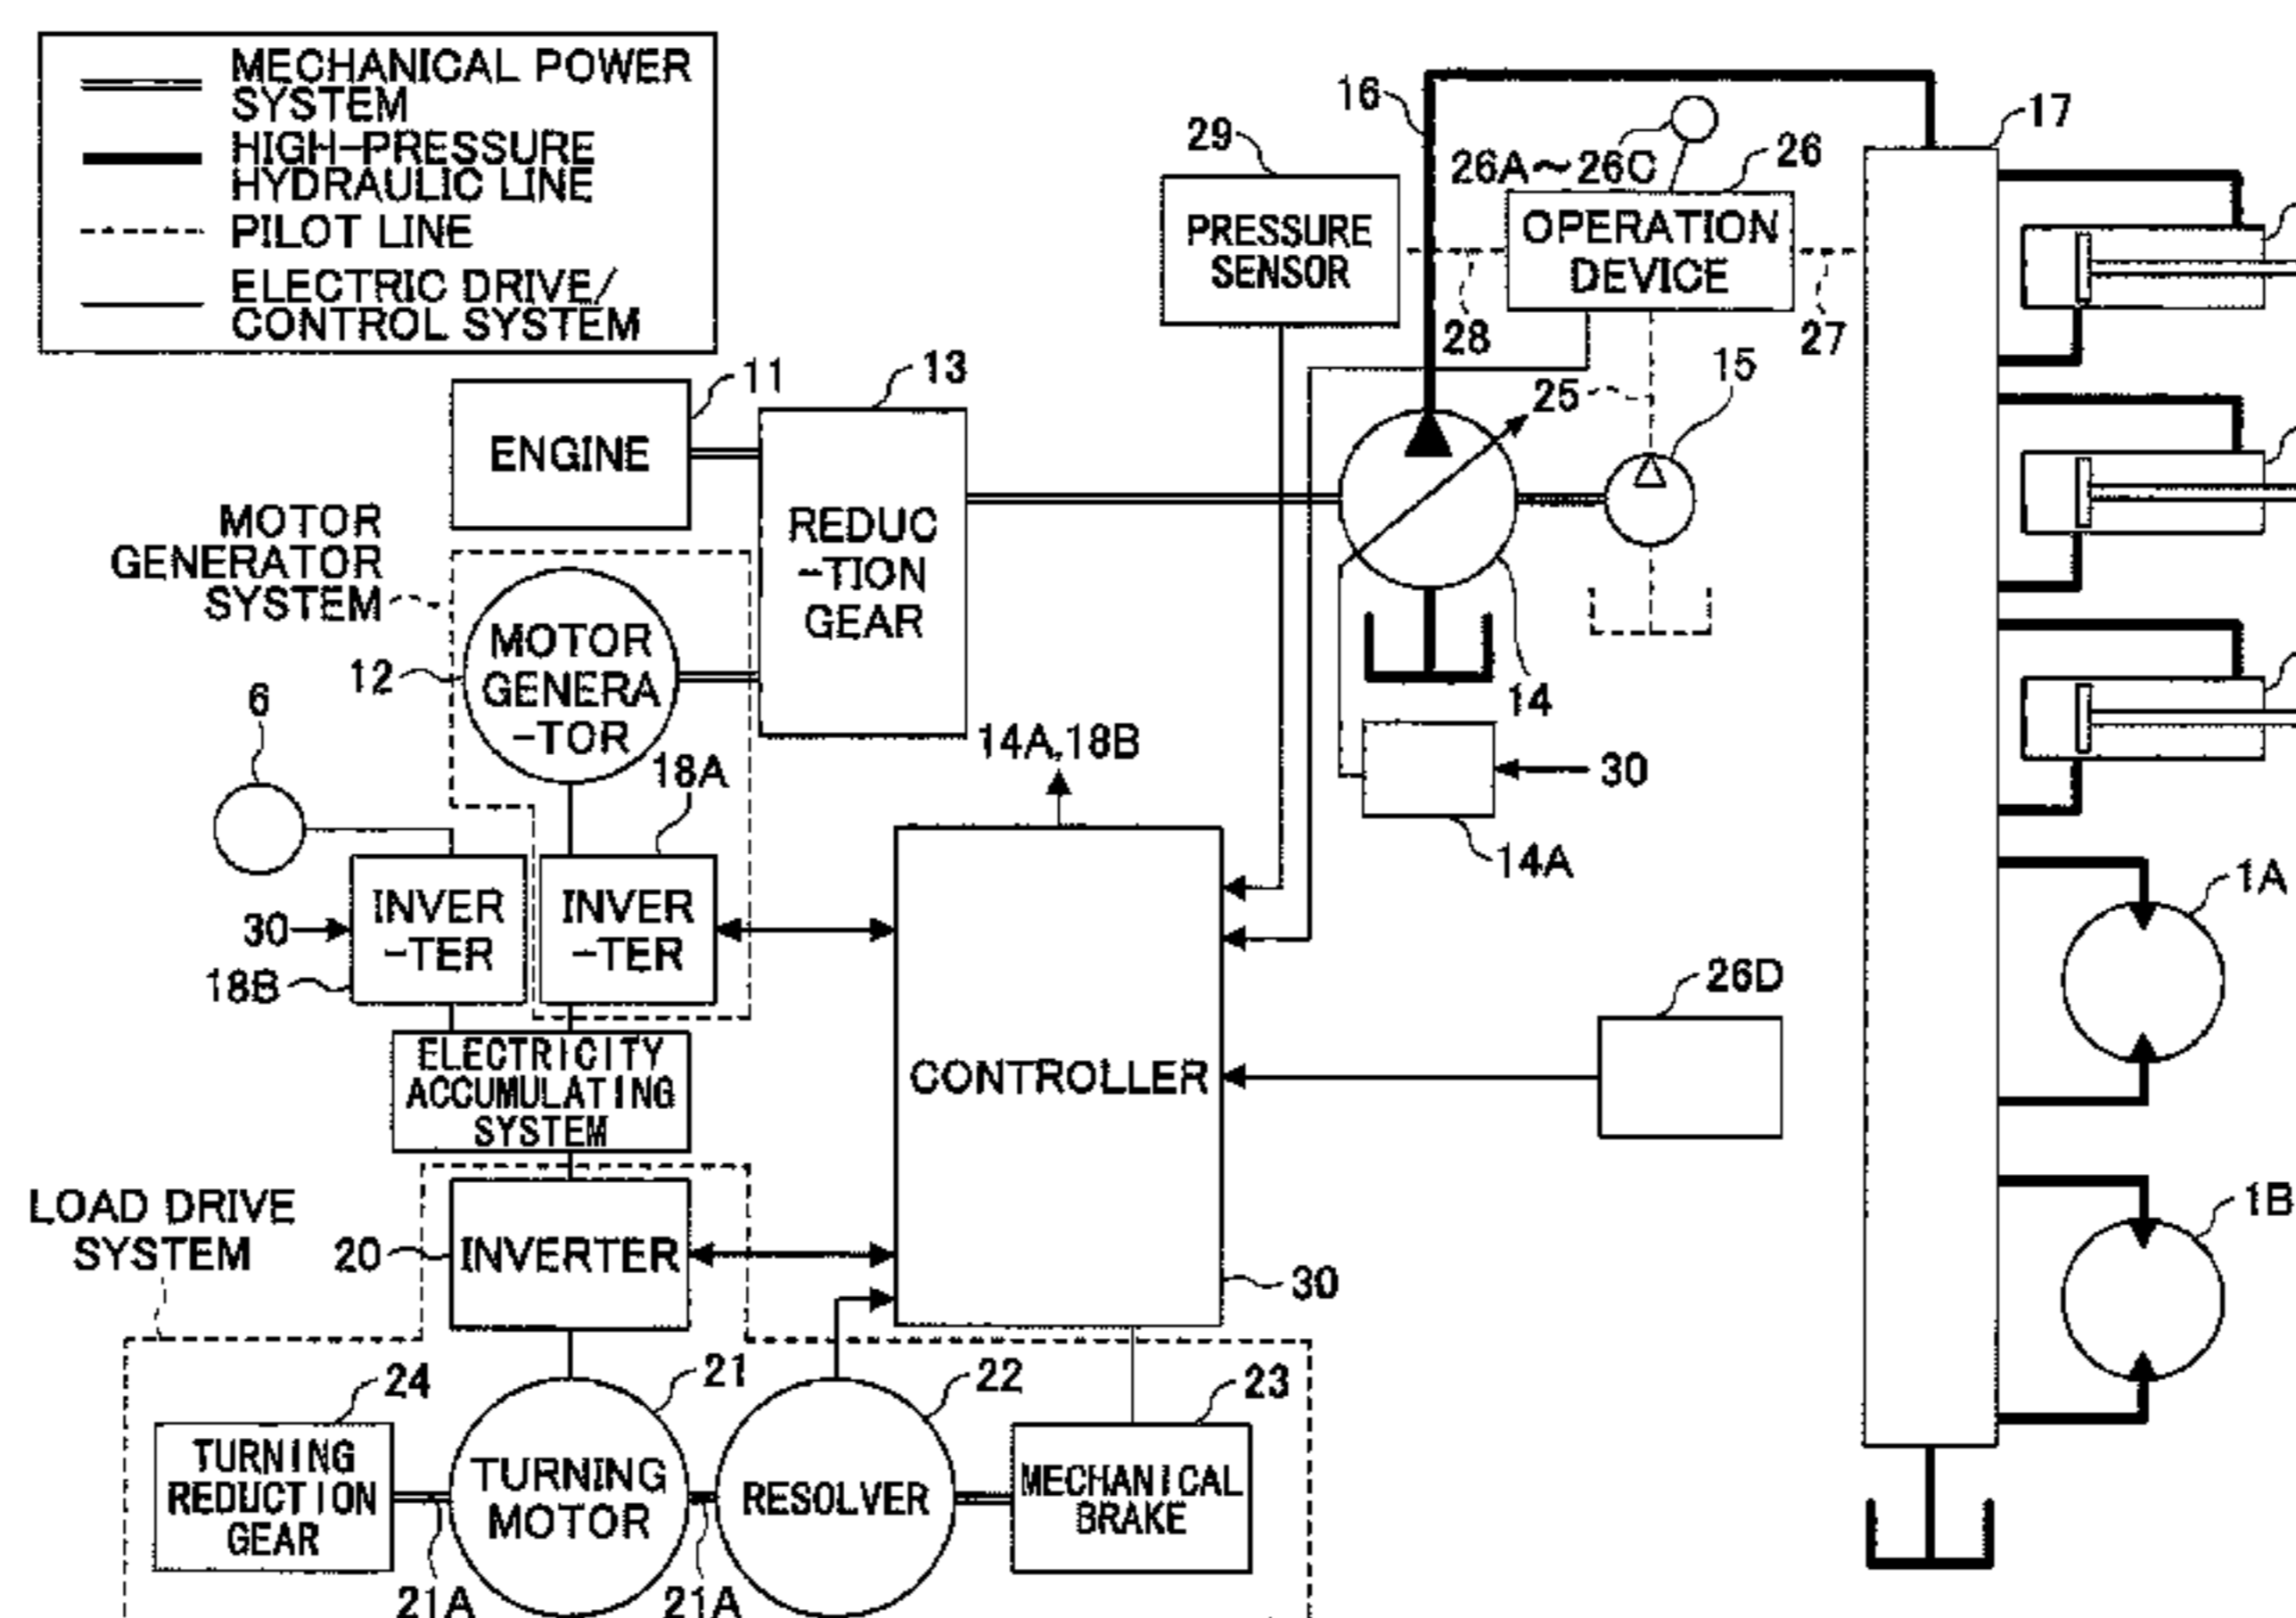 MECHANICAL POWER
SYSTEM
HIGH-PRESSURE
HYDRAULIC LINE
PILOT LINE
ELECTRIC DRIVE/
CONTROL SYSTEM
16
17
29
26A～26C
26
PRESSURE
SENSOR
OPERATION
DEVICE
28
27
11
13
25
15
ENGINE
REDUC
-TION
GEAR
MOTOR
GENERATOR
SYSTEM
12
MOTOR
GENERA
-TOR
14
6
18A
14A,18B
30
14A
INVER
-TER
INVER
-TER
30
18B
1A
26D
ELECTRICITY
ACCUMULATING
SYSTEM
CONTROLLER
LOAD DRIVE
SYSTEM
20
INVERTER
30
1B
24
21
22
23
TURNING
REDUCTION
GEAR
TURNING
MOTOR
RESOLVER
MECHANICAL
BRAKE
21A
21A